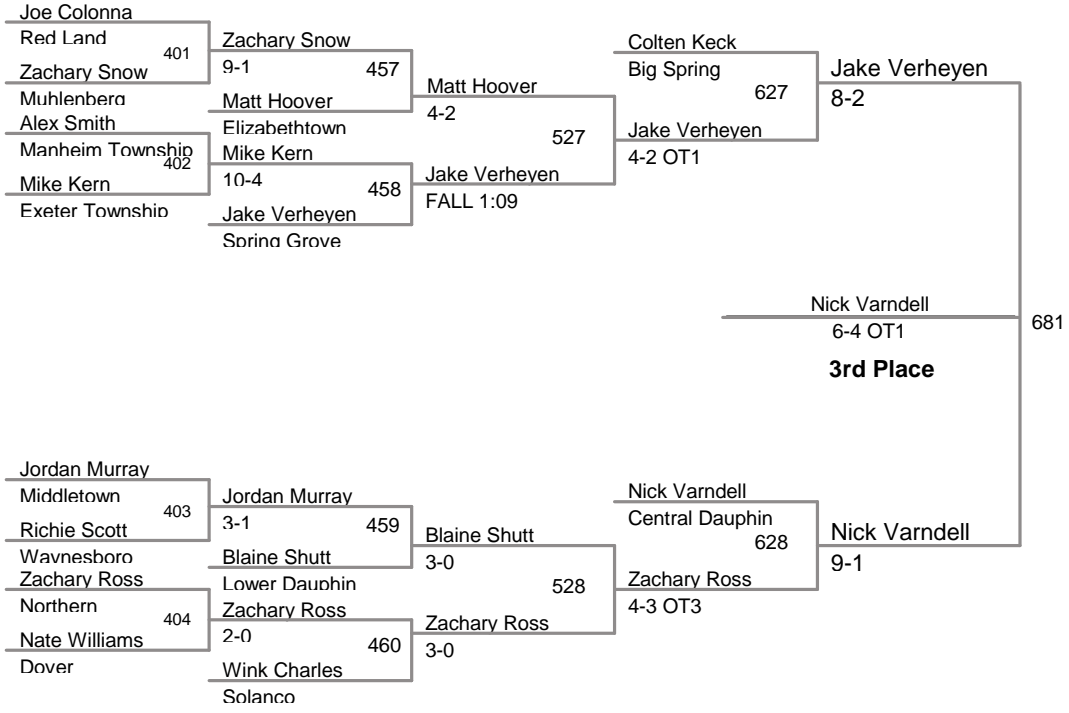 Joe Colonna
Red Land
401
Zachary Snow
Muhlenberg
Alex Smith
Manheim Township
402
Mike Kern
Exeter Township
Zachary Snow
9-1
457
Matt Hoover
Elizabethtown
Mike Kern
10-4
458
Jake Verheyen
Spring Grove
Matt Hoover
4-2
527
Jake Verheyen
FALL 1:09
Colten Keck
Big Spring
627
Jake Verheyen
4-2 OT1
Jake Verheyen
8-2
Nick Varndell
6-4 OT1
681
3rd Place
Jordan Murray
Middletown
403
Richie Scott
Waynesboro
Zachary Ross
Northern
404
Nate Williams
Dover
Jordan Murray
3-1
459
Blaine Shutt
Lower Dauphin
Zachary Ross
2-0
460
Wink Charles
Solanco
Blaine Shutt
3-0
528
Zachary Ross
3-0
Nick Varndell
Central Dauphin
628
Zachary Ross
4-3 OT3
Nick Varndell
9-1